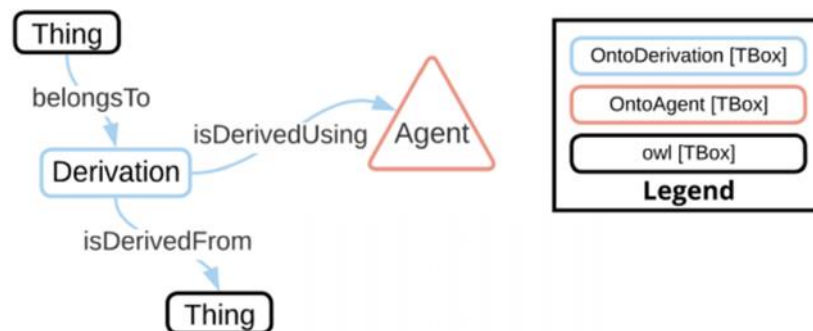 Thing
belongsTo
isDerivedUsing
Agent
Derivation
isDerivedFrom
Thing
OntoDerivation [TBox]
OntoAgent [TBox]
owl [TBox]
Legend